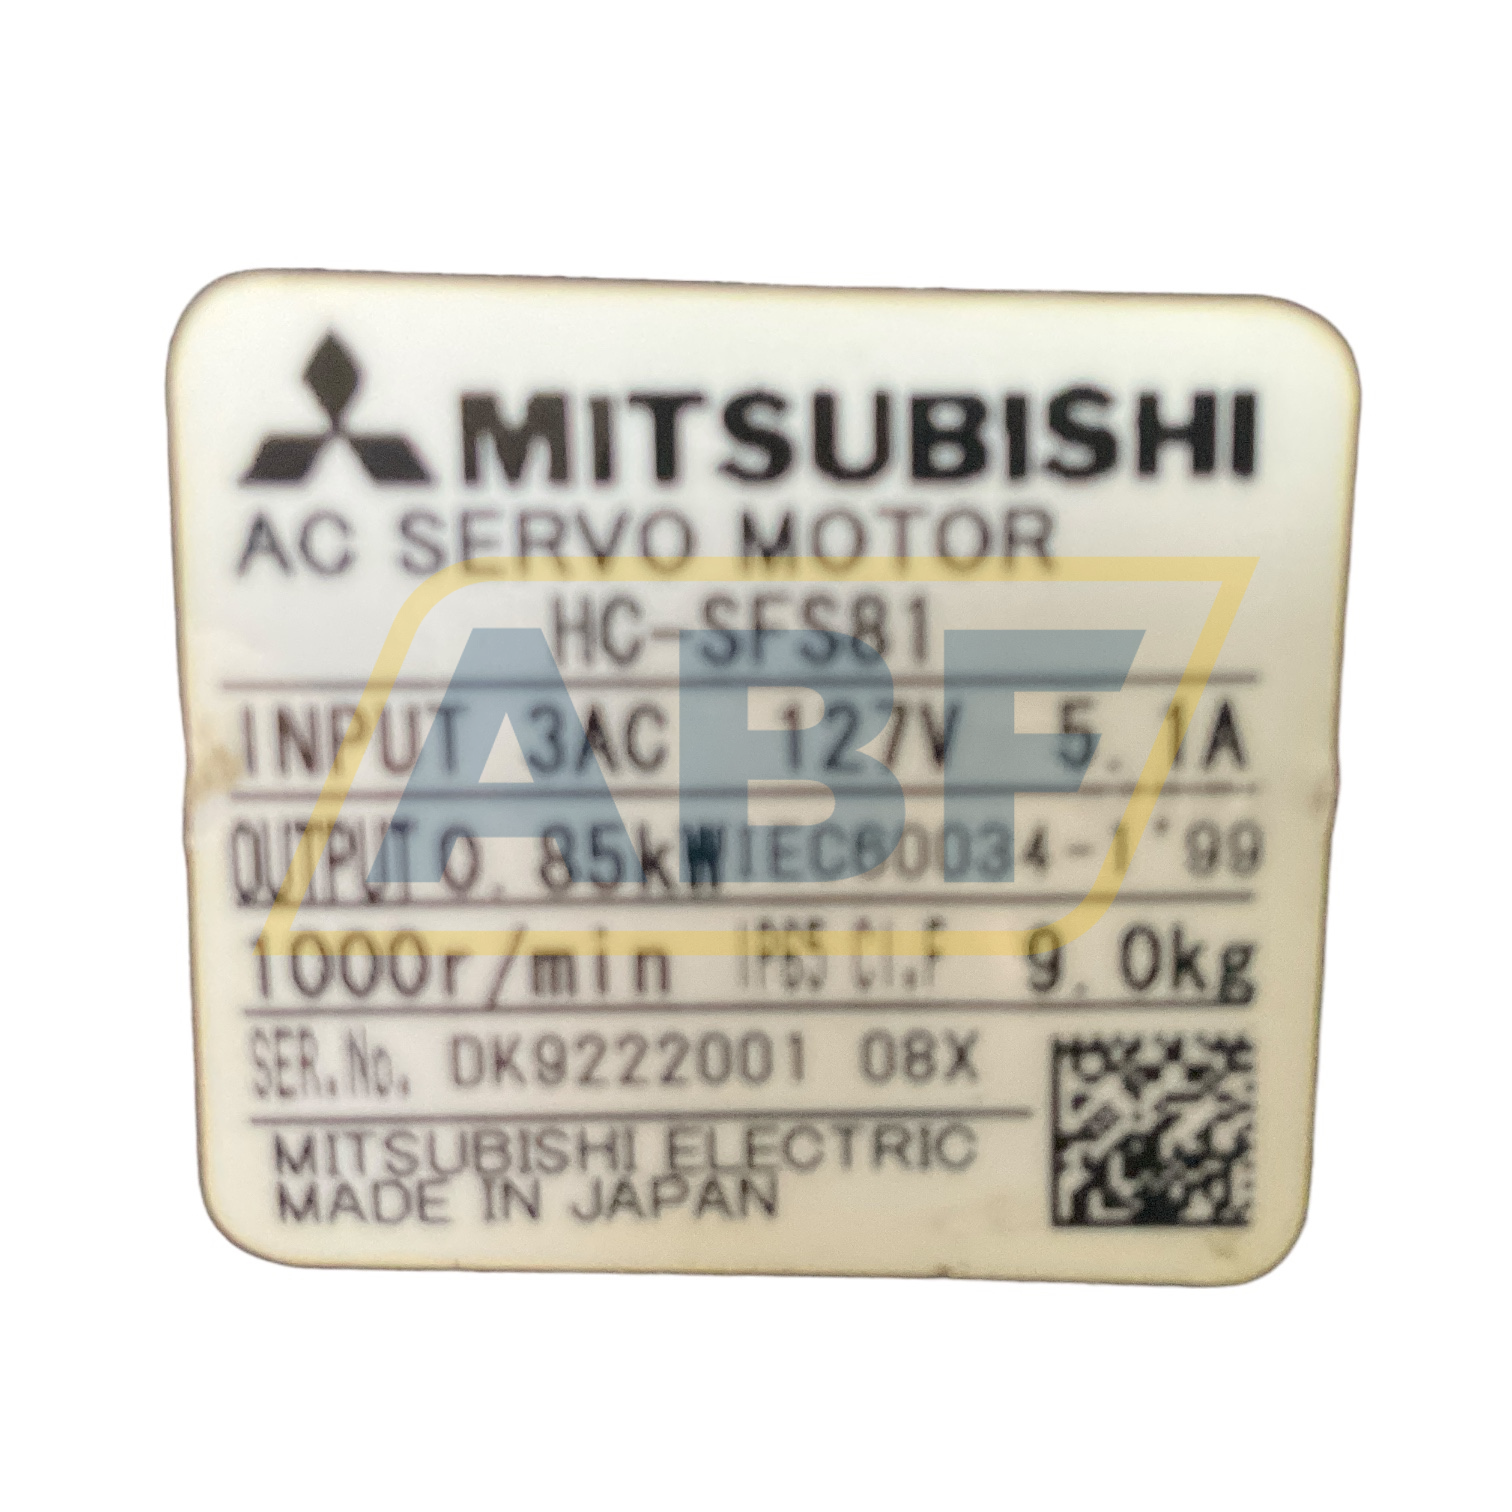 MITSUBISHI
AC SERVO MOTOR
HC-SFS81
INPUT 3AC 127V 5.1A
OUTPUT 0.85kW IEC60034-1'99
1000r/min IP65 Cl.F 9.0kg
SER.No. DK9222001 08X
MITSUBISHI ELECTRIC
MADE IN JAPAN
ABF